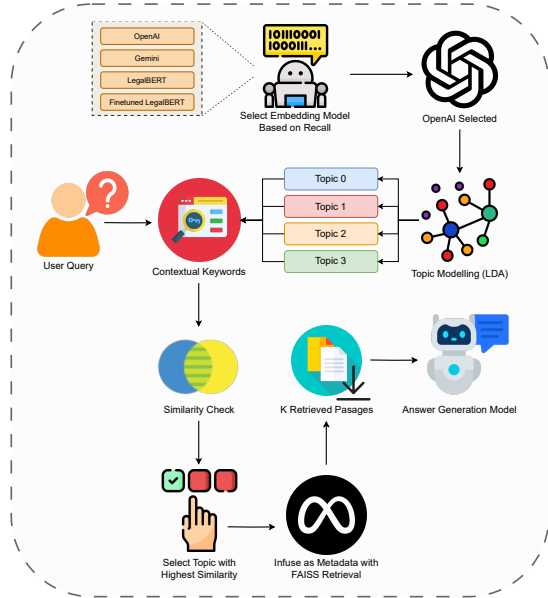 OpenAI
Gemini
LegalBERT
Finetuned LegalBERT
IOIII000I
I000III...
Select Embedding Model
Based on Recall
OpenAI Selected
Topic 0
Topic 1
Topic 2
Topic 3
User Query
Contextual Keywords
Topic Modelling (LDA)
Similarity Check
K Retrieved Pasages
Answer Generation Model
Select Topic with
Highest Similarity
Infuse as Metadata with
FAISS Retrieval